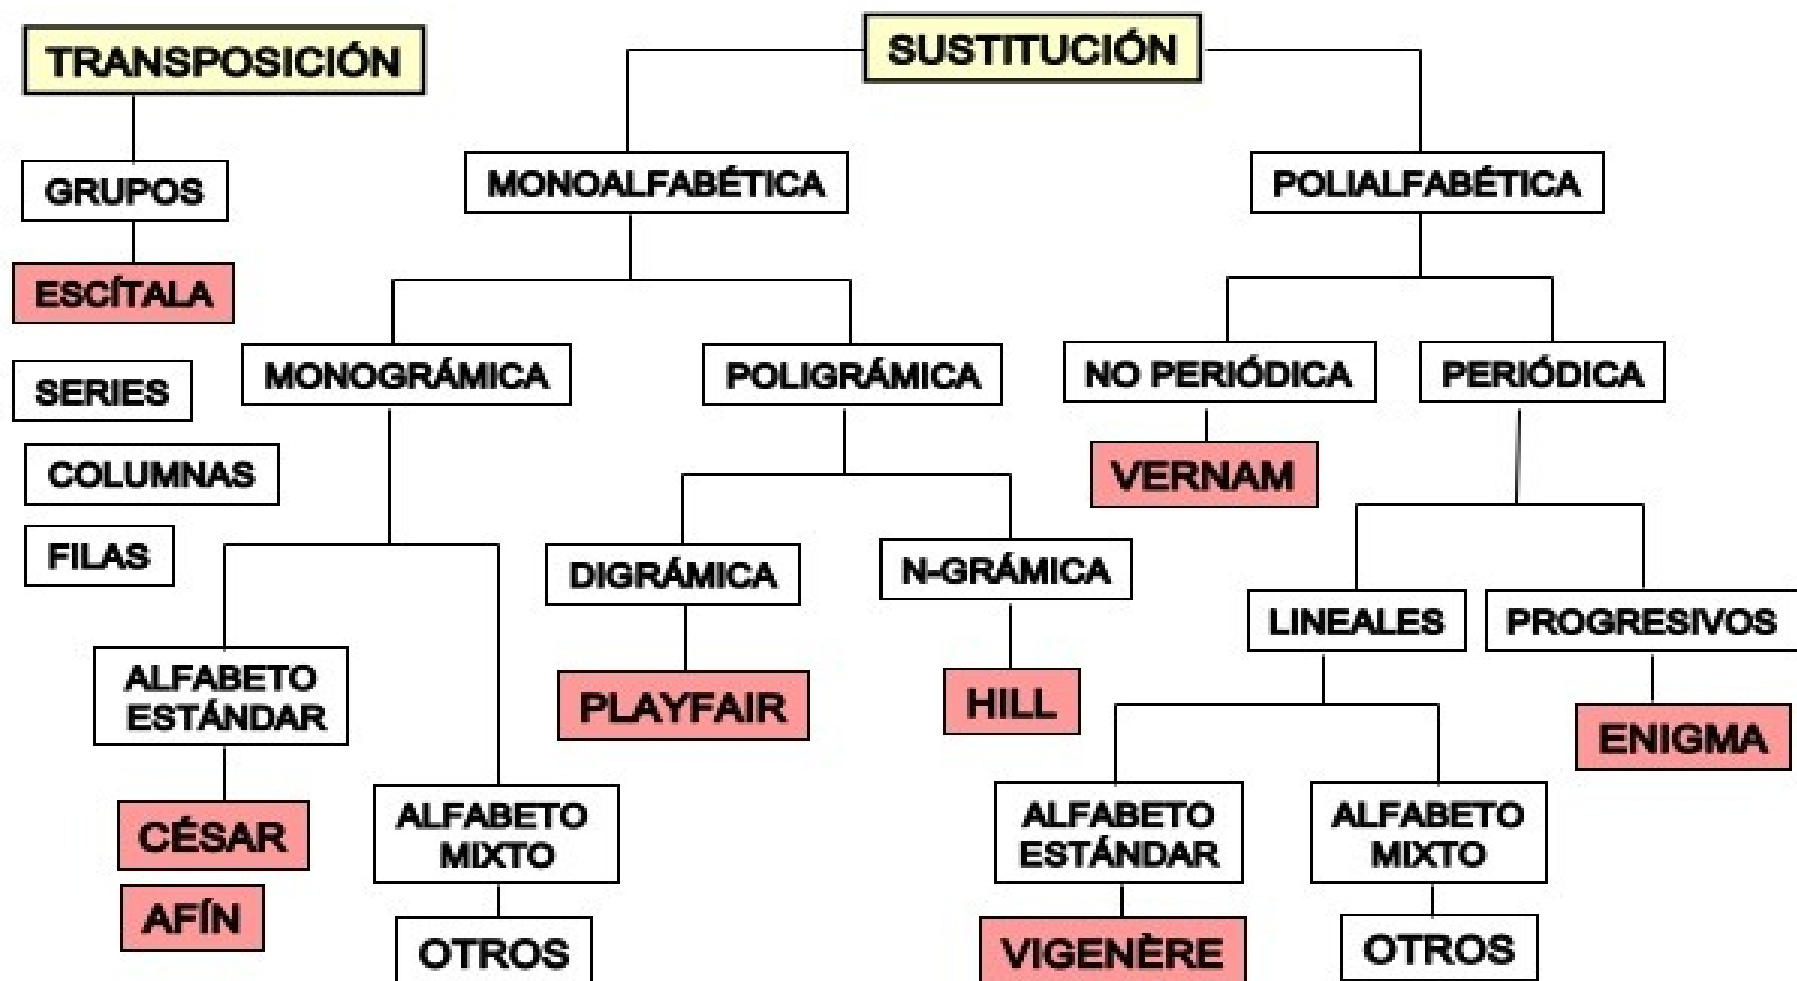 TRANSPOSICIÓN
SUSTITUCIÓN
GRUPOS
MONOALFABÉTICA
POLIALFABÉTICA
ESCÍTALA
MONOGRÁMICA
POLIGRÁMICA
NO PERIÓDICA
PERIÓDICA
SERIES
COLUMNAS
VERNAM
FILAS
DIGRÁMICA
N-GRÁMICA
LINEALES
PROGRESIVOS
ALFABETO
ESTÁNDAR
PLAYFAIR
HILL
ENIGMA
CÉSAR
ALFABETO
MIXTO
ALFABETO
ESTÁNDAR
ALFABETO
MIXTO
AFÍN
OTROS
VIGENÈRE
OTROS